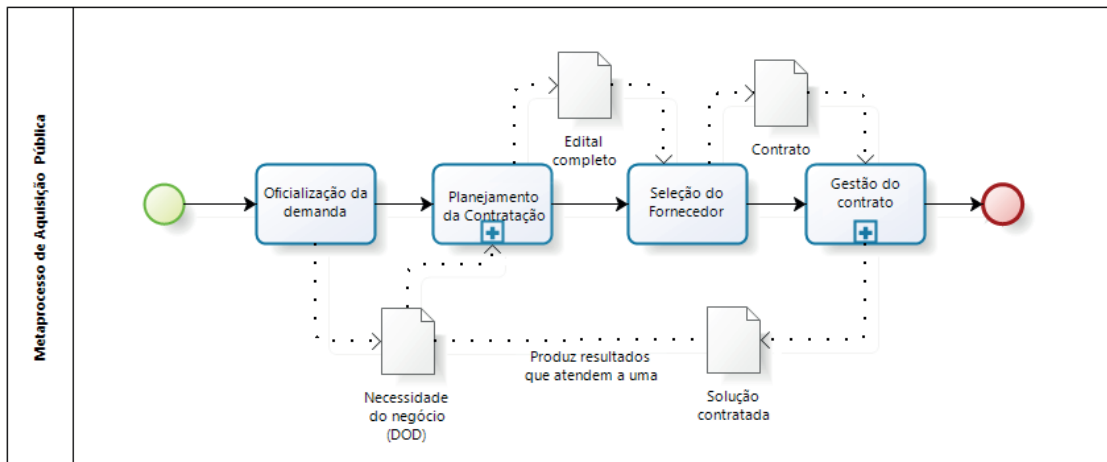 Metaprocesso de Aquisição Pública
Edital
completo
Contrato
Oficialização da
demanda
Planejamento
da Contratação
Seleção do
Fornecedor
Gestão do
contrato
Produz resultados
que atendem a uma
Necessidade
do negócio
(DOD)
Solução
contratada